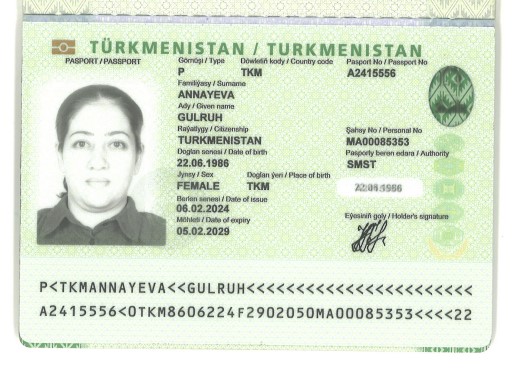 TÜRKMENISTAN / TURKMENISTAN
PASPORT / PASSPORT
Görnüşi / Type Döwletiň kody / Country code Pasport No / Passport No
P TKM A2415556
Familiýasy / Surname
ANNAYEVA
Ady / Given name
GULRUH
Raýatlygy / Citizenship Şahsy No / Personal No
TURKMENISTAN MA00085353
Doglan senesi / Date of birth Pasporty beren edara / Authority
22.06.1986 SMST
Jynsy / Sex Doglan ýeri / Place of birth
FEMALE TKM 22.06.1986
Berlen senesi / Date of issue
06.02.2024
Möhleti / Date of expiry Eýesiniň goly / Holder's signature
05.02.2029
P<TKMANNAYEVA<<GULRUH<<<<<<<<<<<<<<<<<<<<<<<
A2415556<0TKM8606224F2902050MA00085353<<<<22